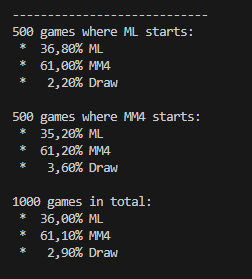 ----------------------------
500 games where ML starts:
* 36,80% ML
* 61,00% MM4
* 2,20% Draw
500 games where MM4 starts:
* 35,20% ML
* 61,20% MM4
* 3,60% Draw
1000 games in total:
* 36,00% ML
* 61,10% MM4
* 2,90% Draw